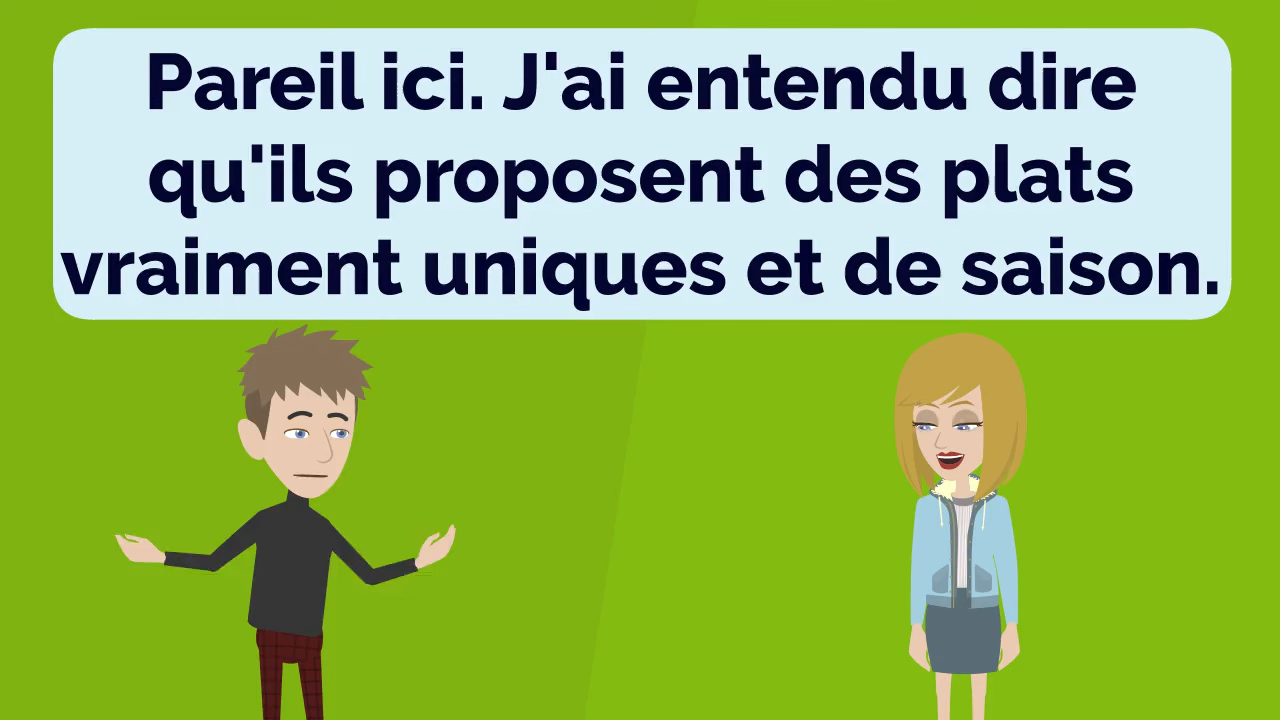 Pareil ici. J'ai entendu dire
qu'ils proposent des plats
vraiment uniques et de saison.